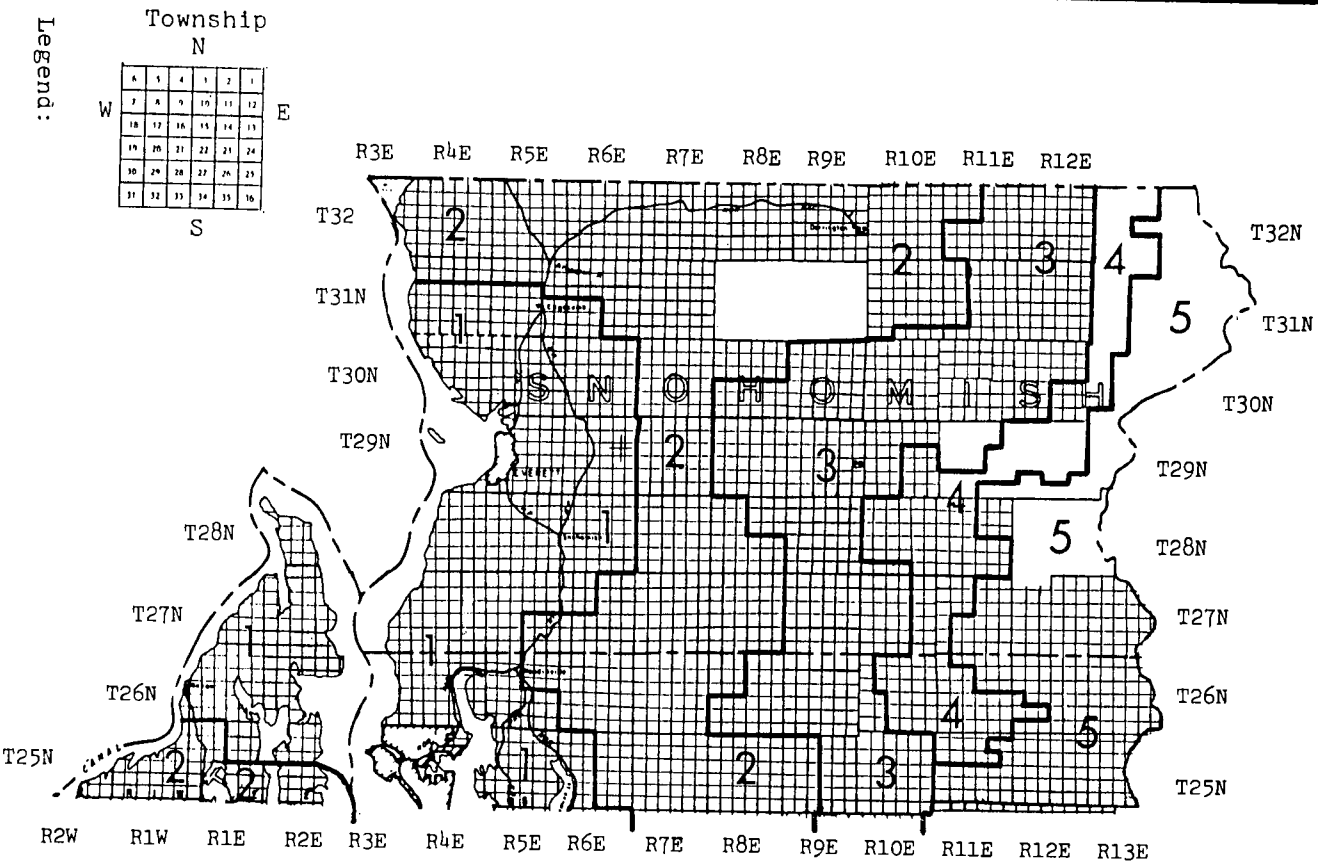 Legend:
Township
N
6 5 4 3 2 1
W 7 8 9 10 11 12 E
18 17 16 15 14 13
19 20 21 22 23 24
30 29 28 27 26 25
31 32 33 34 35 36
S
R3E R4E R5E R6E R7E R8E R9E R10E R11E R12E
T32 2 2 3 4 T32N
Darrington
T31N 1 5 T31N
T30N S N O H O M I S H T30N
T29N 2 3 4 T29N
EVERETT
T28N 1 5 T28N
T27N 1 1 T27N
T26N 4 5 T26N
T25N 2 2 1 2 3 T25N
R2W R1W R1E R2E R3E R4E R5E R6E R7E R8E R9E R10E R11E R12E R13E